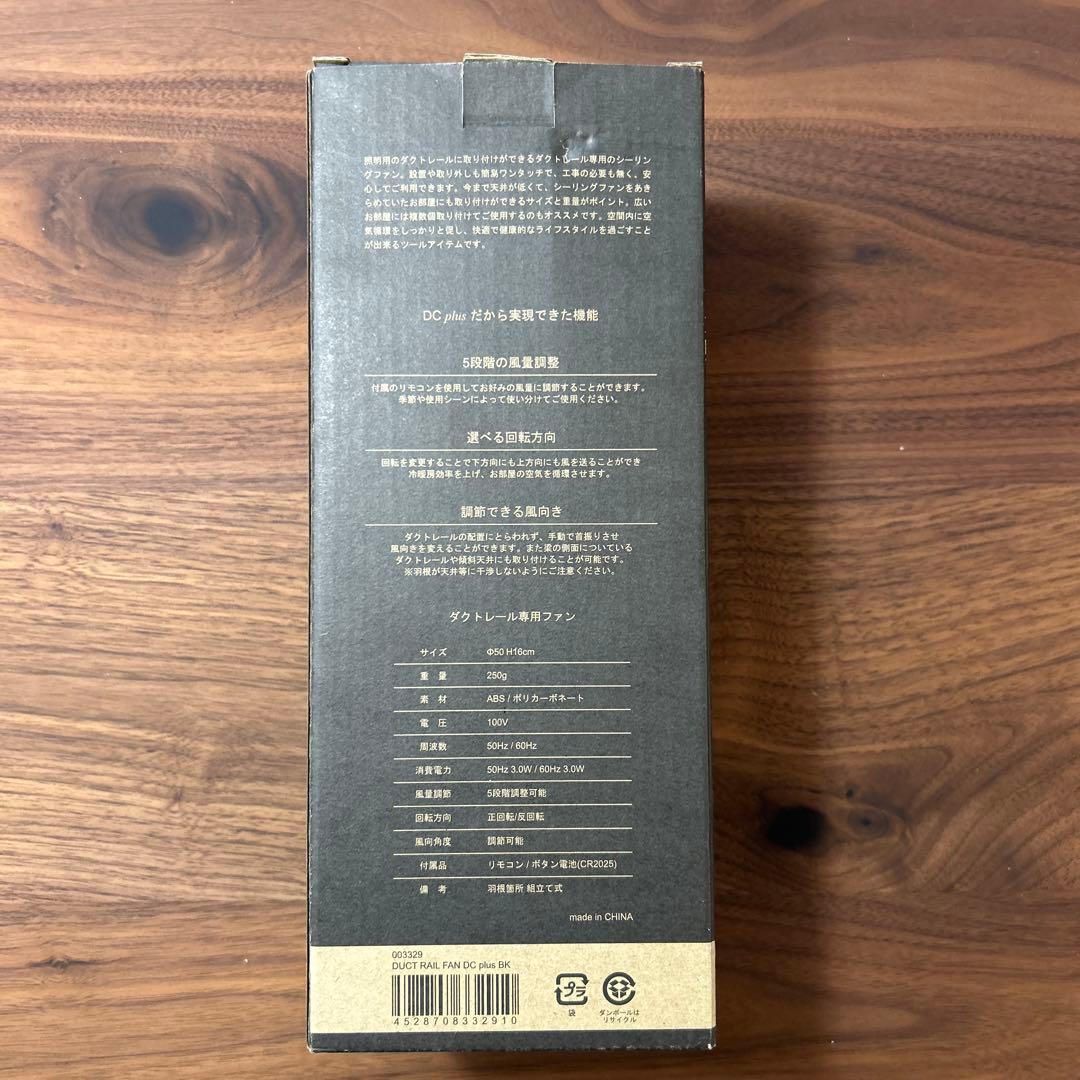 照明用のダクトレールに取り付けができるダクトレール専用のシーリン
グファン。設置や取り外しも簡易ワンタッチで、工事の必要も無く。安
心してご利用できます。今まで天井が低くて、シーリングファンをあき
らめていたお部屋にも取り付けができるサイズと重量がポイント。広い
お部屋には複数個取り付けてご使用するのもオススメです。空間内に空
気循環をしっかりと促し、快適で健康的なライフスタイルを過ごすこと
が出来るツールアイテムです。
DC plus だから実現できた機能
5段階の風量調整
付属のリモコンを使用してお好みの風量に調節することができます。
季節や使用シーンによって使い分けてご使用ください。
選べる回転方向
回転を変更することで下方向にも上方向にも風を送ることができ
冷暖房効率を上げ、お部屋の空気を循環させます。
調節できる風向き
ダクトレールの配置にとらわれず、手動で首振りさせ
風向きを変えることができます。また梁の側面についている
ダクトレールや傾斜天井にも取り付けることが可能です。
※羽根が天井等に干渉しないようにご注意ください。
ダクトレール専用ファン
サイズ Φ50 H16cm
重 量 250g
素 材 ABS / ポリカーボネート
電 圧 100V
周波数 50Hz / 60Hz
消費電力 50Hz 3.0W / 60Hz 3.0W
風量調節 5段階調整可能
回転方向 正回転/反回転
風向角度 調節可能
付属品 リモコン / ボタン電池(CR2025)
備 考 羽根箇所 組立て式
made in CHINA
003329
DUCT RAIL FAN DC plus BK
4528708332910
プラ
袋
ダンボールは
リサイクル